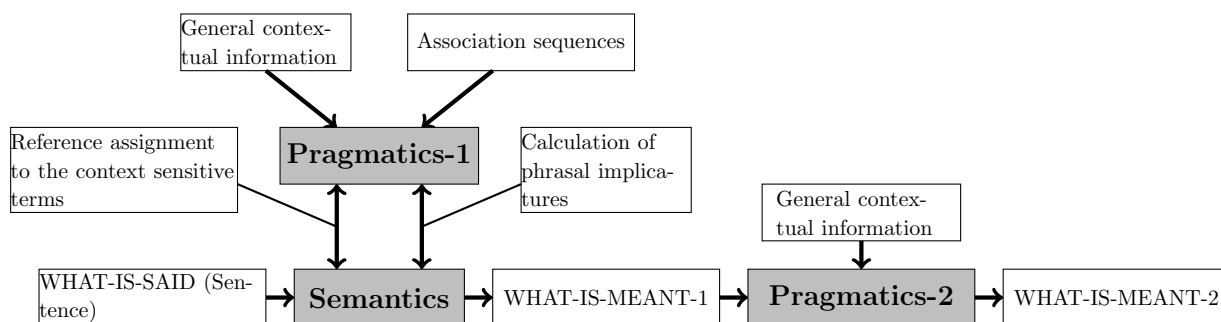 General contex-
tual information
Association sequences
Reference assignment
to the context sensitive
terms
Pragmatics-1
Calculation of
phrasal implica-
tures
General contex-
tual information
WHAT-IS-SAID (Sen-
tence)
Semantics
WHAT-IS-MEANT-1
Pragmatics-2
WHAT-IS-MEANT-2